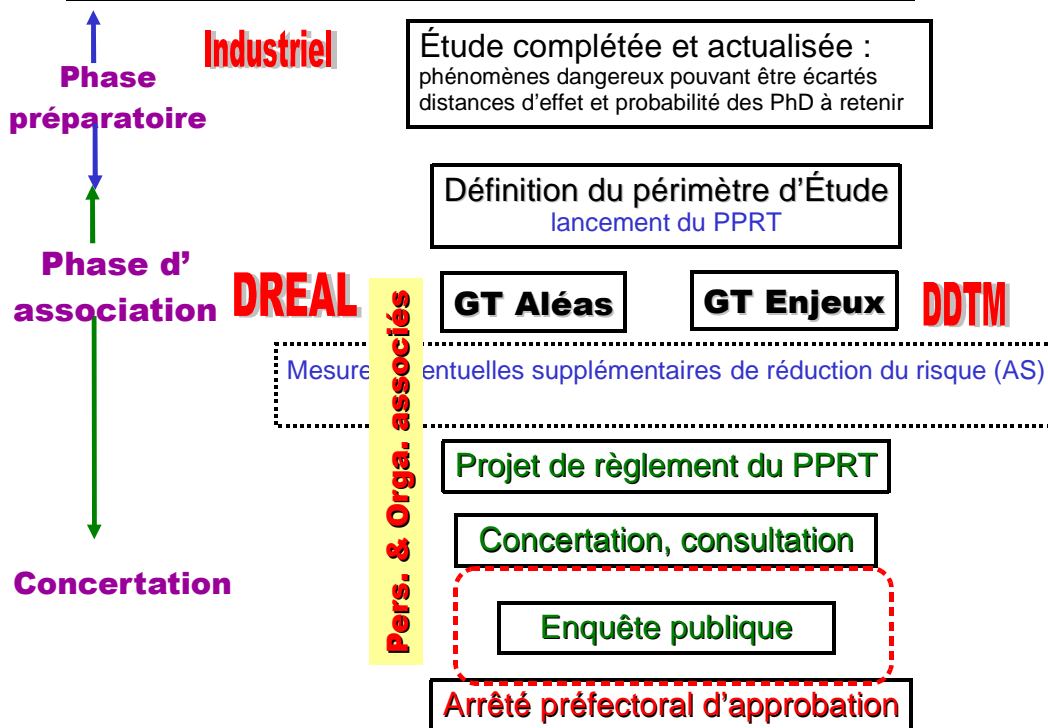 Industriel
Étude complétée et actualisée :
phénomènes dangereux pouvant être écartés
distances d'effet et probabilité des PhD à retenir
Phase
préparatoire
Définition du périmètre d'Étude
lancement du PPRT
Phase d'
association
DREAL
Pers. & Orga. associés
GT Aléas
GT Enjeux
DDTM
Mesure entuelles supplémentaires de réduction du risque (AS)
Projet de règlement du PPRT
Concertation, consultation
Concertation
Enquête publique
Arrêté préfectoral d'approbation